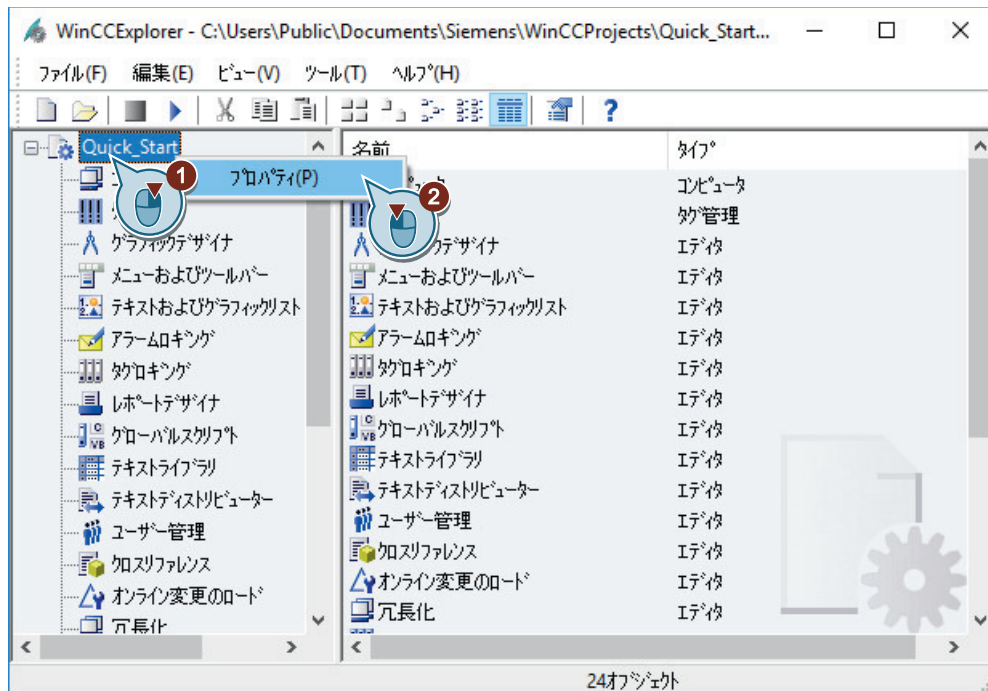 WinCCExplorer - C:\Users\Public\Documents\Siemens\WinCCProjects\Quick_Start...
ﾌｧｲﾙ(F) 編集(E) ﾋﾞｭｰ(V) ﾂｰﾙ(T) ﾍﾙﾌﾟ(H)
Quick_Start
1
ﾌﾟﾛﾊﾟﾃｨ(P)
2
ｸﾞﾗﾌｨｯｸﾃﾞｻﾞｲﾅ
ﾒﾆｭｰおよびﾂｰﾙﾊﾞｰ
ﾃｷｽﾄおよびｸﾞﾗﾌｨｯｸﾘｽﾄ
ｱﾗｰﾑﾛｷﾞﾝｸﾞ
ﾀｸﾞﾛｷﾞﾝｸﾞ
ﾚﾎﾟｰﾄﾃﾞｻﾞｲﾅ
ｸﾞﾛｰﾊﾞﾙｽｸﾘﾌﾟﾄ
ﾃｷｽﾄﾗｲﾌﾞﾗﾘ
ﾃｷｽﾄﾃﾞｨｽﾄﾘﾋﾞｭｰﾀｰ
ﾕｰｻﾞｰ管理
ｸﾛｽﾘﾌｧﾚﾝｽ
ｵﾝﾗｲﾝ変更のﾛｰﾄﾞ
冗長化
名前 ﾀｲﾌﾟ
ｺﾝﾋﾟｭｰﾀ
ﾀｸﾞ管理
ｴﾃﾞｨﾀ
ﾒﾆｭｰおよびﾂｰﾙﾊﾞｰ ｴﾃﾞｨﾀ
ﾃｷｽﾄおよびｸﾞﾗﾌｨｯｸﾘｽﾄ ｴﾃﾞｨﾀ
ｱﾗｰﾑﾛｷﾞﾝｸﾞ ｴﾃﾞｨﾀ
ﾀｸﾞﾛｷﾞﾝｸﾞ ｴﾃﾞｨﾀ
ﾚﾎﾟｰﾄﾃﾞｻﾞｲﾅ ｴﾃﾞｨﾀ
ｸﾞﾛｰﾊﾞﾙｽｸﾘﾌﾟﾄ ｴﾃﾞｨﾀ
ﾃｷｽﾄﾗｲﾌﾞﾗﾘ ｴﾃﾞｨﾀ
ﾃｷｽﾄﾃﾞｨｽﾄﾘﾋﾞｭｰﾀｰ ｴﾃﾞｨﾀ
ﾕｰｻﾞｰ管理 ｴﾃﾞｨﾀ
ｸﾛｽﾘﾌｧﾚﾝｽ ｴﾃﾞｨﾀ
ｵﾝﾗｲﾝ変更のﾛｰﾄﾞ ｴﾃﾞｨﾀ
冗長化 ｴﾃﾞｨﾀ
24ｵﾌﾞｼﾞｪｸﾄ